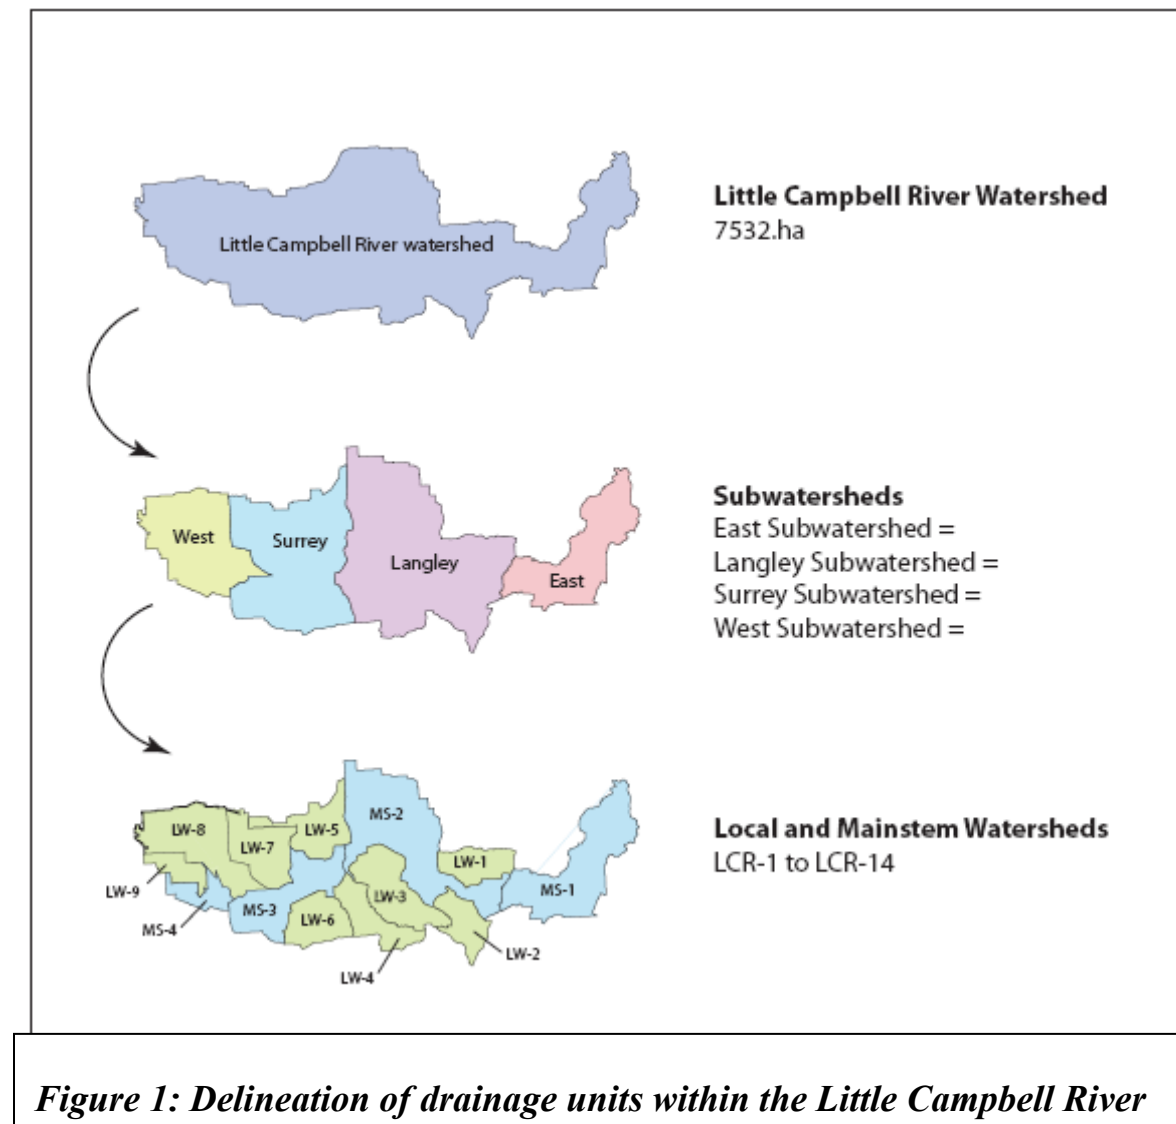 Little Campbell River watershed
Little Campbell River Watershed
7532.ha
West
Surrey
Langley
East
Subwatersheds
East Subwatershed =
Langley Subwatershed =
Surrey Subwatershed =
West Subwatershed =
MS-2
LW-8
LW-5
LW-7
LW-1
LW-9
MS-1
LW-3
MS-3
LW-6
MS-4
LW-2
LW-4
Local and Mainstem Watersheds
LCR-1 to LCR-14
Figure 1: Delineation of drainage units within the Little Campbell River